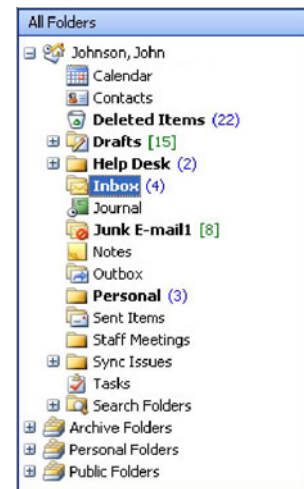 All Folders
Johnson, John
Calendar
Contacts
Deleted Items (22)
Drafts [15]
Help Desk (2)
Inbox (4)
Journal
Junk E-mail1 [8]
Notes
Outbox
Personal (3)
Sent Items
Staff Meetings
Sync Issues
Tasks
Search Folders
Archive Folders
Personal Folders
Public Folders